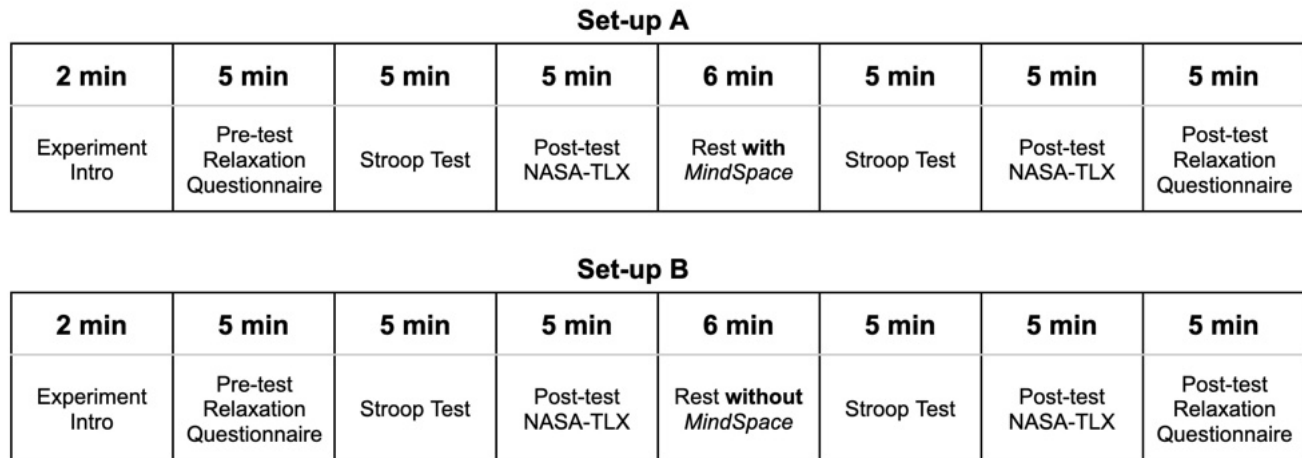 Set-up A
2 min 5 min 5 min 5 min 6 min 5 min 5 min 5 min
Experiment Intro
Pre-test Relaxation Questionnaire
Stroop Test
Post-test NASA-TLX
Rest with MindSpace
Stroop Test
Post-test NASA-TLX
Post-test Relaxation Questionnaire
Set-up B
2 min 5 min 5 min 5 min 6 min 5 min 5 min 5 min
Experiment Intro
Pre-test Relaxation Questionnaire
Stroop Test
Post-test NASA-TLX
Rest without MindSpace
Stroop Test
Post-test NASA-TLX
Post-test Relaxation Questionnaire